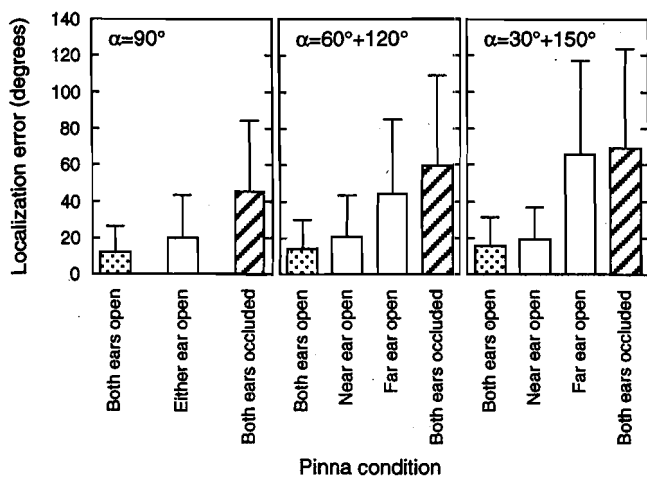 Localization error (degrees)
140
120
100
80
60
40
20
0
α=90°
α=60°+120°
α=30°+150°
Both ears open
Either ear open
Both ears occluded
Both ears open
Near ear open
Far ear open
Both ears occluded
Both ears open
Near ear open
Far ear open
Both ears occluded
Pinna condition